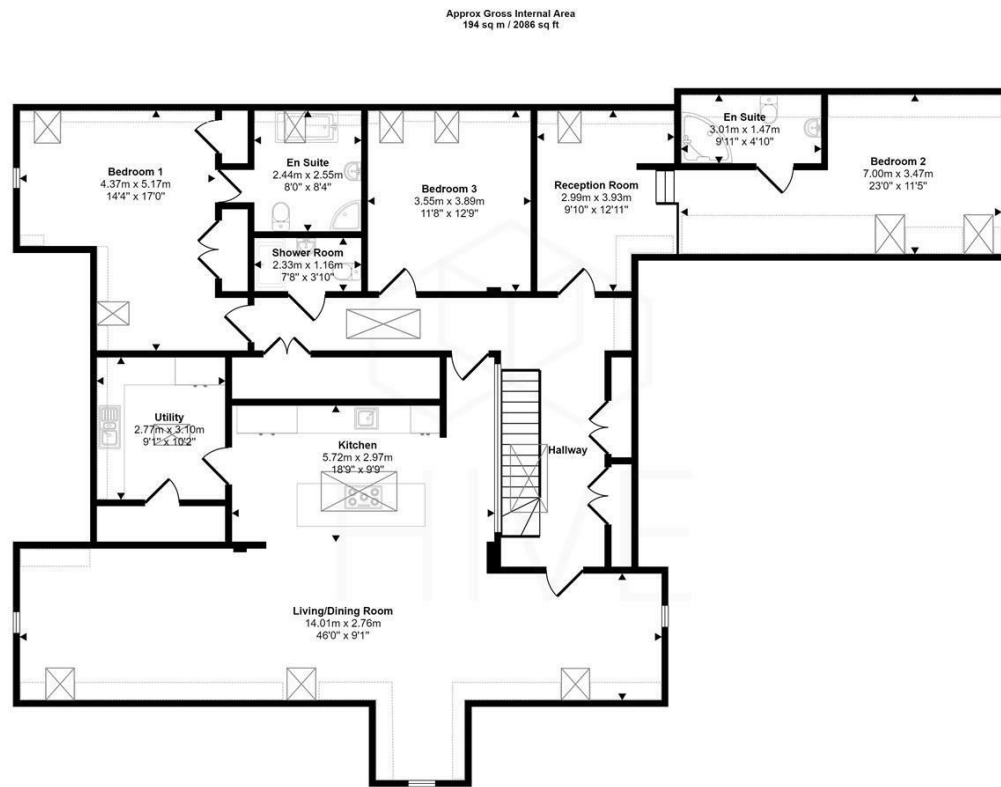 Approx Gross Internal Area
194 sq m / 2086 sq ft
Bedroom 1
4.37m x 5.17m
14'4" x 17'0"
En Suite
2.44m x 2.55m
8'0" x 8'4"
Bedroom 3
3.55m x 3.89m
11'8" x 12'9"
Reception Room
2.99m x 3.93m
9'10" x 12'11"
En Suite
3.01m x 1.47m
9'11" x 4'10"
Bedroom 2
7.00m x 3.47m
23'0" x 11'5"
Shower Room
2.33m x 1.16m
7'8" x 3'10"
Utility
2.77m x 3.10m
9'1" x 10'2"
Kitchen
5.72m x 2.97m
18'9" x 9'9"
Hallway
HIVE
Living/Dining Room
14.01m x 2.76m
46'0" x 9'1"